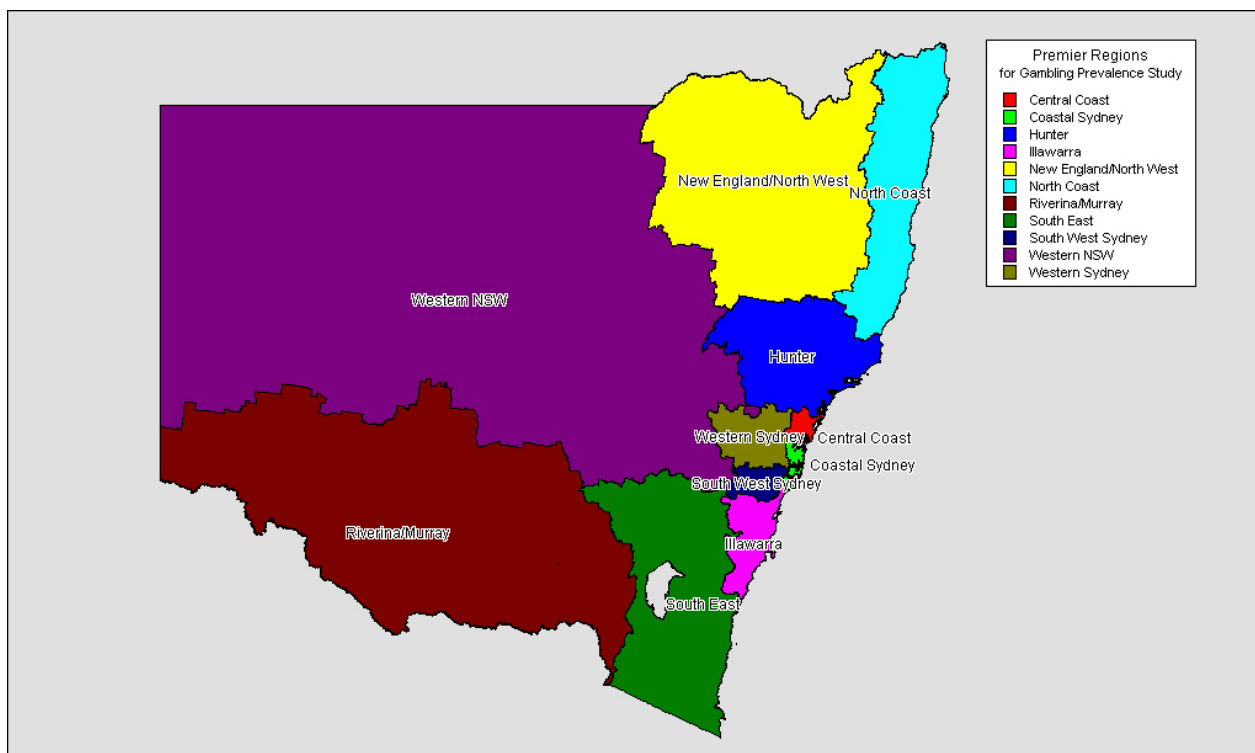 Premier Regions
for Gambling Prevalence Study
Central Coast
Coastal Sydney
Hunter
Illawarra
New England/North West
North Coast
Riverina/Murray
South East
South West Sydney
Western NSW
Western Sydney
New England/North West
North Coast
Western NSW
Hunter
Western Sydney
Central Coast
Coastal Sydney
South West Sydney
Riverina/Murray
Illawarra
South East